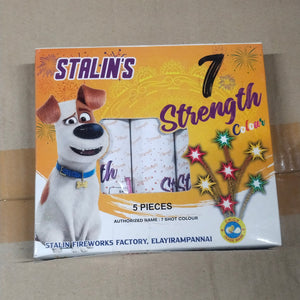 STALIN'S
7
Strength
Colour
5 PIECES
AUTHORIZED NAME : 7 SHOT COLOUR
STALIN FIREWORKS FACTORY, ELAYIRAMPANNAI